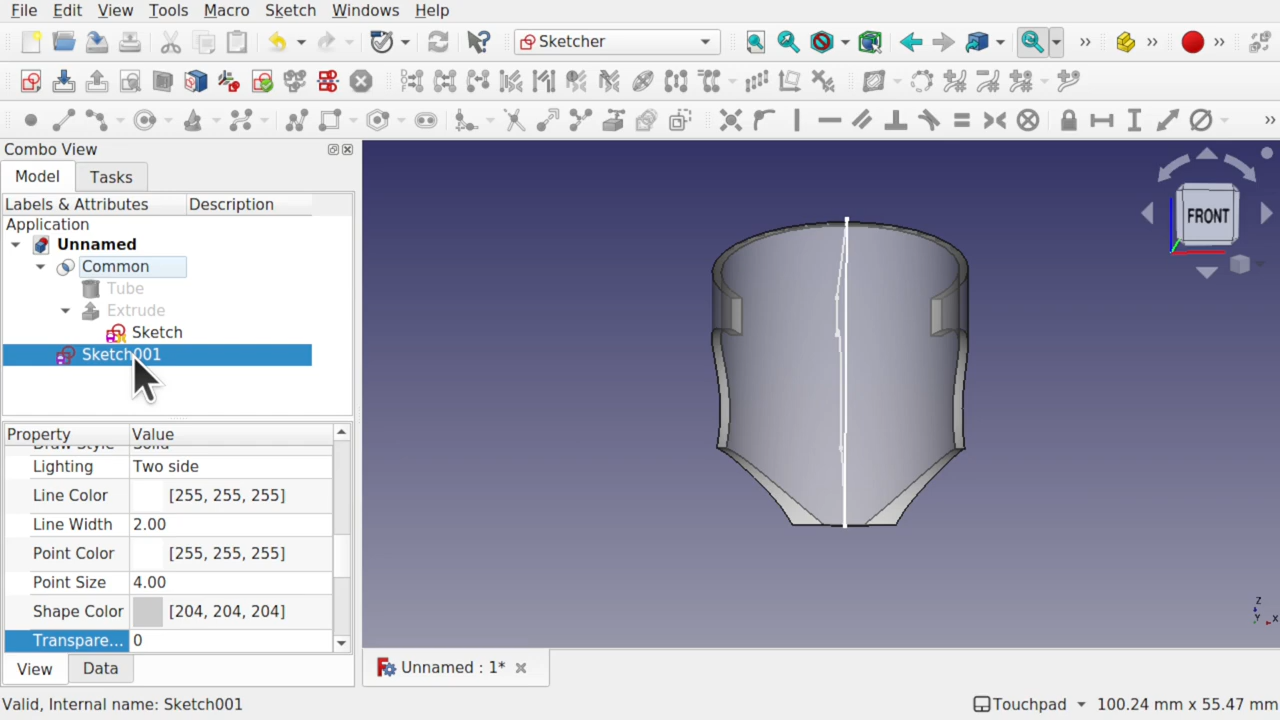 File Edit View Tools Macro Sketch Windows Help
Sketcher
Combo View
Model Tasks
Labels & Attributes Description
Application
Unnamed
Common
Tube
Extrude
Sketch
Sketch001
FRONT
Property Value
Lighting Two side
Line Color [255, 255, 255]
Line Width 2.00
Point Color [255, 255, 255]
Point Size 4.00
Shape Color [204, 204, 204]
Transpare... 0
Z
Y X
View Data
Unnamed : 1*
Valid, Internal name: Sketch001 Touchpad 100.24 mm x 55.47 mm